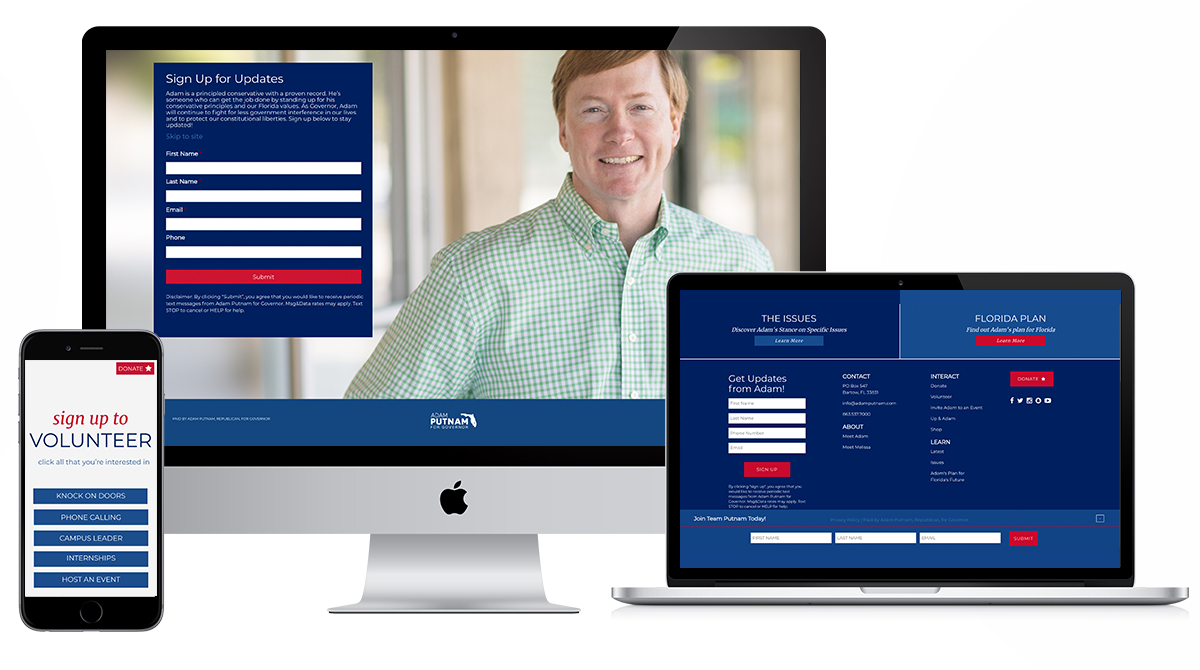 Sign Up for Updates
Adam is a principled conservative with a proven record. He's
someone who can get the job done by standing up for his
conservative principles and our Florida values. As Governor, Adam
will continue to fight for less government interference in our lives
and to protect our constitutional liberties. Sign up below to stay
updated!
Skip to site
First Name *
Last Name *
Email *
Phone
Submit
Disclaimer: By clicking "Submit", you agree that you would like to receive periodic
text messages from Adam Putnam for Governor. Msg&Data rates may apply. Text
STOP to cancel or HELP for help.
PAID BY ADAM PUTNAM, REPUBLICAN, FOR GOVERNOR
ADAM
PUTNAM
FOR GOVERNOR
DONATE
sign up to
VOLUNTEER
click all that you're interested in
KNOCK ON DOORS
PHONE CALLING
CAMPUS LEADER
INTERNSHIPS
HOST AN EVENT
THE ISSUES
Discover Adam's Stance on Specific Issues
Learn More
FLORIDA PLAN
Find out Adam's plan for Florida
Learn More
Get Updates
from Adam!
First Name
Last Name
Phone Number
Email
SIGN UP
By clicking "sign up", you agree that you
would like to receive periodic text
messages from Adam Putnam for
Governor. Msg&Data rates may apply. Text
STOP to cancel or HELP for help.
CONTACT
PO Box 547
Bartow, FL 33831
info@adamputnam.com
863.537.7000
ABOUT
Meet Adam
Meet Melissa
INTERACT
Donate
Volunteer
Invite Adam to an Event
Up & Adam
Shop
LEARN
Latest
Issues
Adam's Plan for
Florida's Future
DONATE
Join Team Putnam Today!
Privacy Policy | Paid by Adam Putnam, Republican, for Governor
FIRST NAME
LAST NAME
EMAIL
SUBMIT